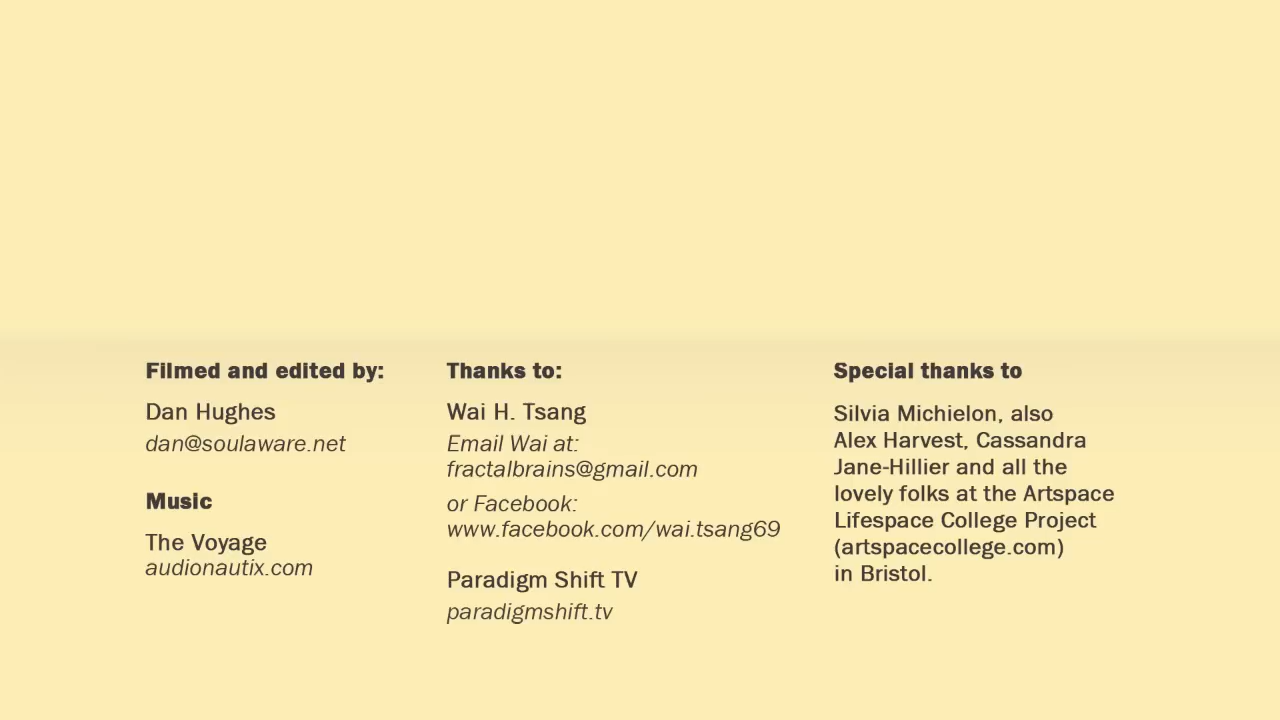 Filmed and edited by:
Dan Hughes
dan@soulaware.net
Music
The Voyage
audionautix.com
Thanks to:
Wai H. Tsang
Email Wai at:
fractalbrains@gmail.com
or Facebook:
www.facebook.com/wai.tsang69
Paradigm Shift TV
paradigmshift.tv
Special thanks to
Silvia Michielon, also
Alex Harvest, Cassandra
Jane-Hillier and all the
lovely folks at the Artspace
Lifespace College Project
(artspacecollege.com)
in Bristol.